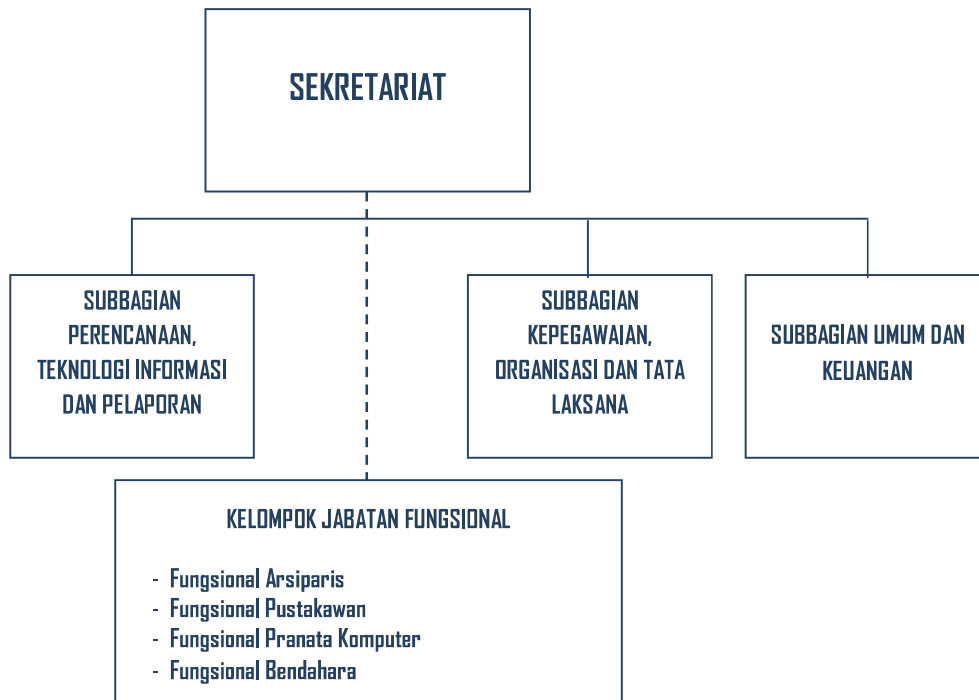 SEKRETARIAT
SUBBAGIAN
PERENCANAAN,
TEKNOLOGI INFORMASI
DAN PELAPORAN
SUBBAGIAN
KEPEGAWAIAN,
ORGANISASI DAN TATA
LAKSANA
SUBBAGIAN UMUM DAN
KEUANGAN
KELOMPOK JABATAN FUNGSIONAL
- Fungsional Arsiparis
- Fungsional Pustakawan
- Fungsional Pranata Komputer
- Fungsional Bendahara